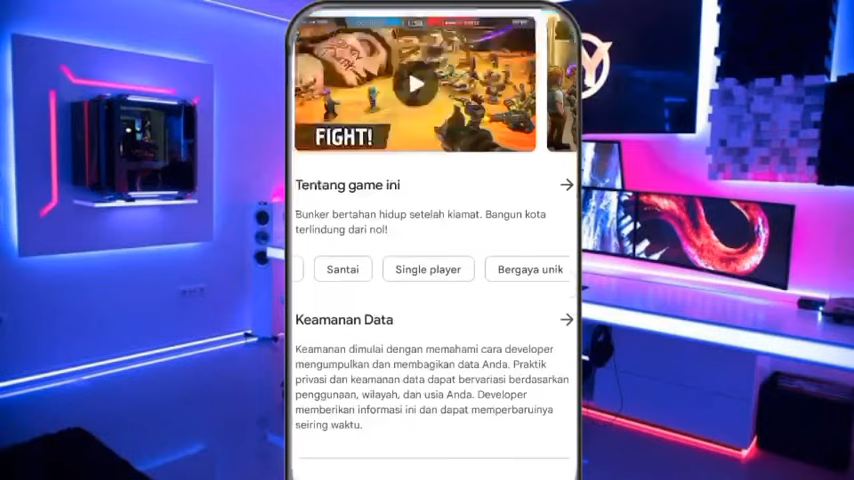 FIGHT!
Tentang game ini
Bunker bertahan hidup setelah kiamat. Bangun kota
terlindung dari nol!
Santai
Single player
Bergaya unik
Keamanan Data
Keamanan dimulai dengan memahami cara developer
mengumpulkan dan membagikan data Anda. Praktik
privasi dan keamanan data dapat bervariasi berdasarkan
penggunaan, wilayah, dan usia Anda. Developer
memberikan informasi ini dan dapat memperbaruinya
seiring waktu.